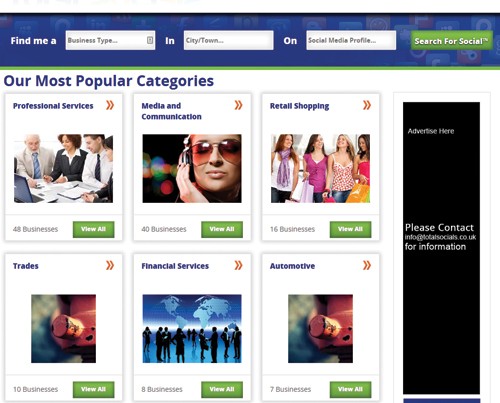 Find me a Business Type... In City/Town... On Social Media Profile... Search For Social™
Our Most Popular Categories
Professional Services
Media and
Communication
Retail Shopping
48 Businesses View All
40 Businesses View All
16 Businesses View All
Trades
Financial Services
Automotive
10 Businesses View All
8 Businesses View All
7 Businesses View All
Advertise Here
Please Contact
info@totalsocials.co.uk
for information